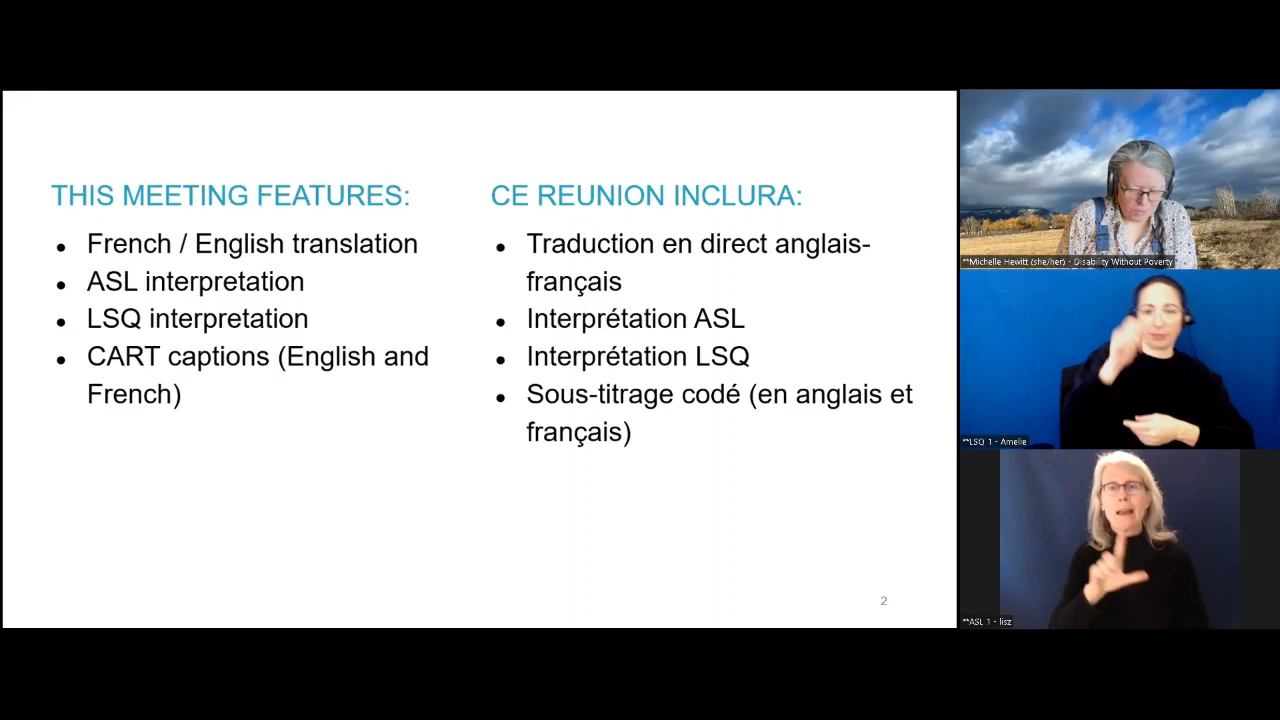 THIS MEETING FEATURES:
● French / English translation
● ASL interpretation
● LSQ interpretation
● CART captions (English and
French)
CE REUNION INCLURA:
● Traduction en direct anglais-
français
● Interprétation ASL
● Interprétation LSQ
● Sous-titrage codé (en anglais et
français)
2
**Michelle Hewitt (she/her) - Disability Without Poverty
**LSQ 1 - Amelie
**ASL 1 - lisz